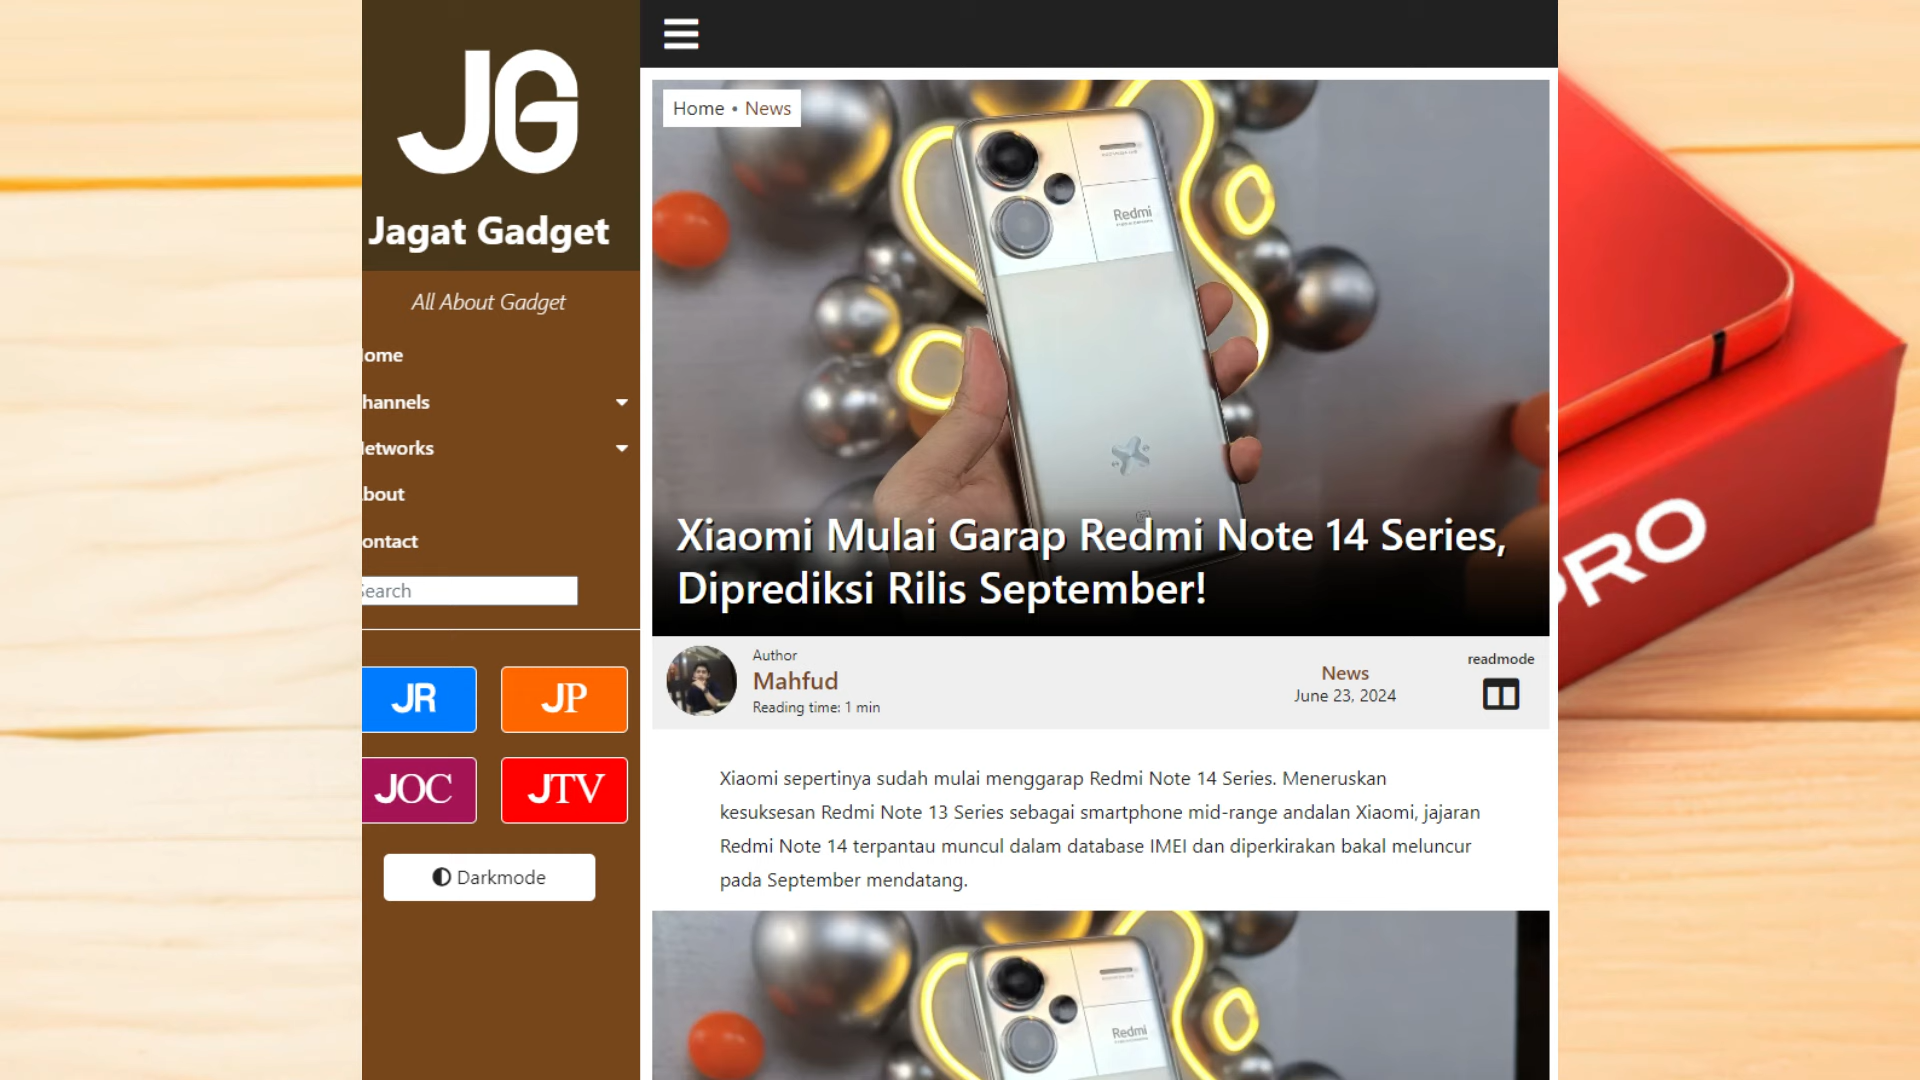 JG
Jagat Gadget
All About Gadget
ome
hannels
etworks
bout
ontact
Search
JR
JP
JOC
JTV
Darkmode
Home • News
Redmi
Xiaomi Mulai Garap Redmi Note 14 Series,
Diprediksi Rilis September!
Author
Mahfud
Reading time: 1 min
News
June 23, 2024
readmode
Xiaomi sepertinya sudah mulai menggarap Redmi Note 14 Series. Meneruskan
kesuksesan Redmi Note 13 Series sebagai smartphone mid-range andalan Xiaomi, jajaran
Redmi Note 14 terpantau muncul dalam database IMEI dan diperkirakan bakal meluncur
pada September mendatang.
Redmi
PRO